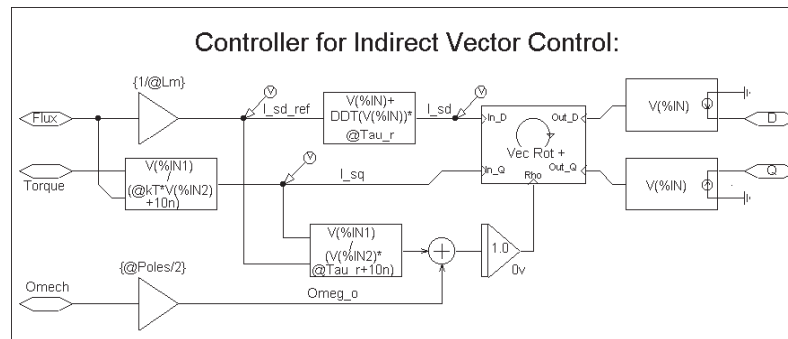 Controller for Indirect Vector Control:
{1/@Lm}
Flux
V
I_sd_ref
V(%IN)+
DDT(V(%IN))*
@Tau_r
V
I_sd
In_D
Out_D
Vec Rot +
In_Q
Out_Q
Rho
V(%IN)
D
Torque
V(%IN1)
/
(@kT*V(%IN2)
+10n)
V
I_sq
V(%IN)
Q
V(%IN1)
/
(V(%IN2)*
@Tau_r+10n)
1.0
0v
{@Poles/2}
Omech
Omeg_o